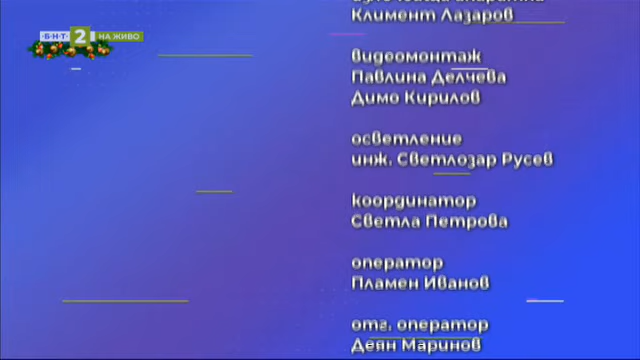 БНТ 2 НА ЖИВО
Климент Лазаров
видеомонтаж
Павлина Делчева
Димо Кирилов
осветление
инж. Светлозар Русев
координатор
Светла Петрова
оператор
Пламен Иванов
отг. оператор
Деян Маринов